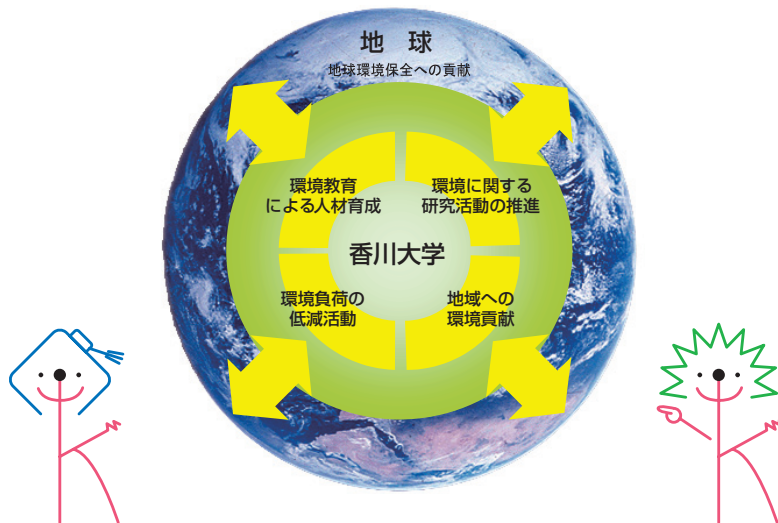 地 球
地球環境保全への貢献
環境教育
による人材育成
環境に関する
研究活動の推進
香川大学
環境負荷の
低減活動
地域への
環境貢献